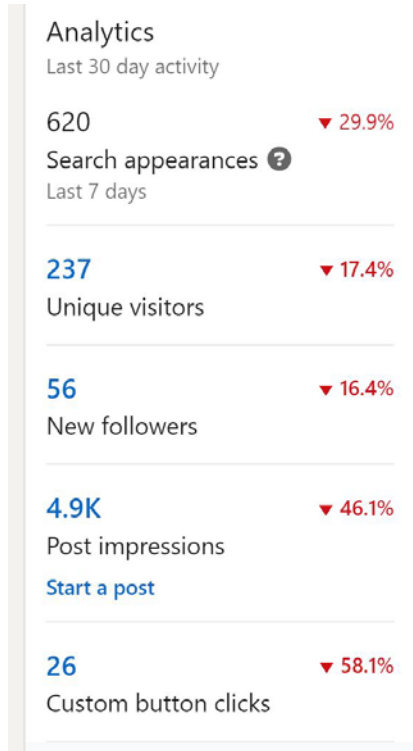 Analytics
Last 30 day activity
620 ▼ 29.9%
Search appearances ?
Last 7 days
237 ▼ 17.4%
Unique visitors
56 ▼ 16.4%
New followers
4.9K ▼ 46.1%
Post impressions
Start a post
26 ▼ 58.1%
Custom button clicks